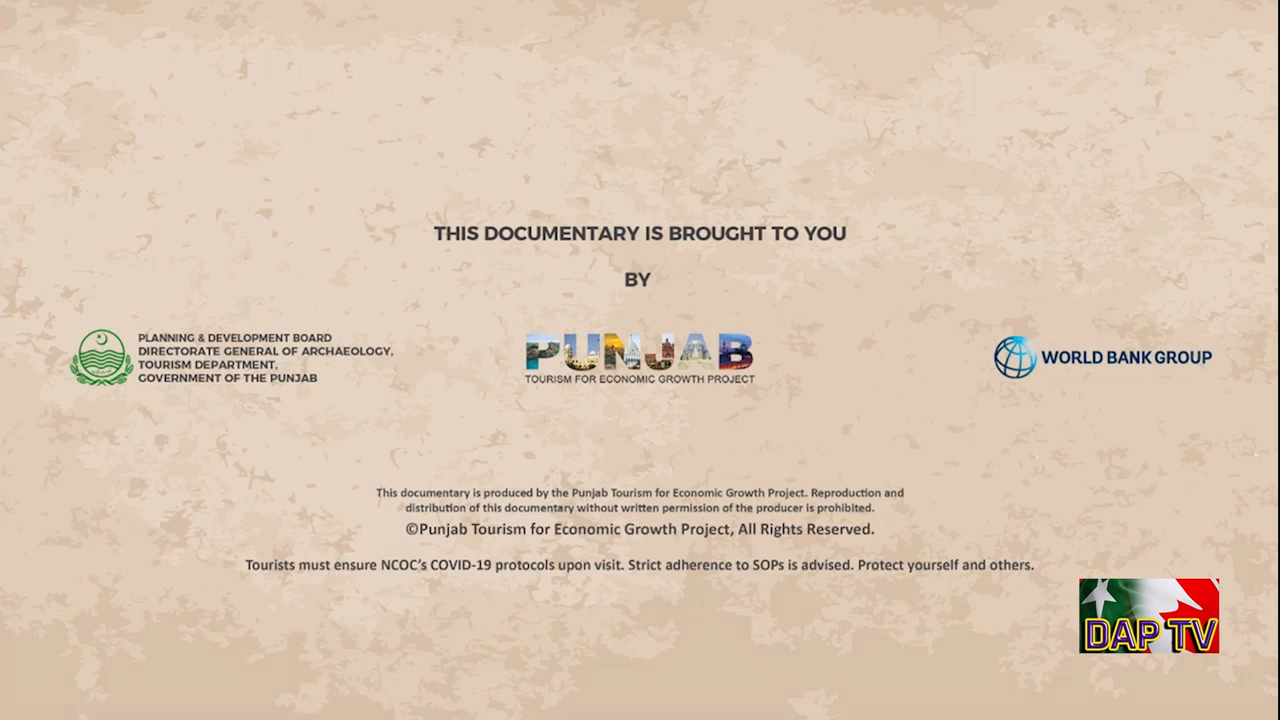 THIS DOCUMENTARY IS BROUGHT TO YOU
BY
PLANNING & DEVELOPMENT BOARD
DIRECTORATE GENERAL OF ARCHAEOLOGY,
TOURISM DEPARTMENT,
GOVERNMENT OF THE PUNJAB
PUNJAB
TOURISM FOR ECONOMIC GROWTH PROJECT
WORLD BANK GROUP
This documentary is produced by the Punjab Tourism for Economic Growth Project. Reproduction and
distribution of this documentary without written permission of the producer is prohibited.
©Punjab Tourism for Economic Growth Project, All Rights Reserved.
Tourists must ensure NCOC's COVID-19 protocols upon visit. Strict adherence to SOPs is advised. Protect yourself and others.
DAP TV